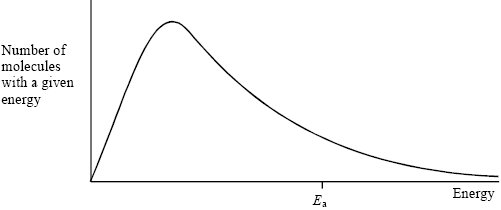 Number of
molecules
with a given
energy
Energy
Eₐ